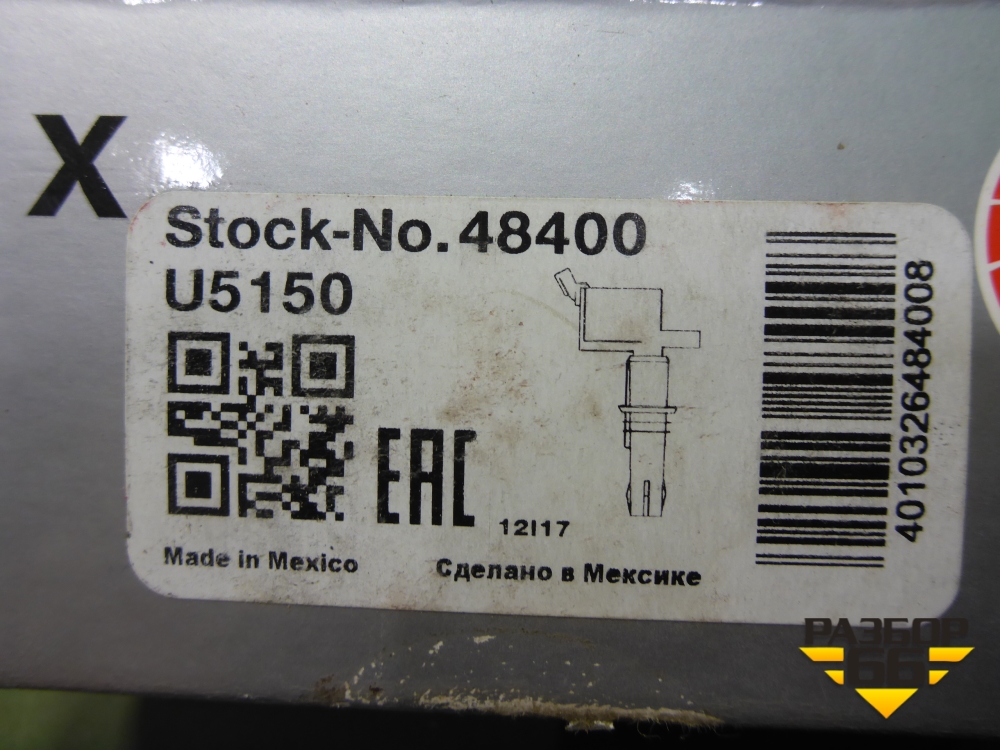 X
Stock-No. 48400
U5150
EAC
12I17
Made in Mexico
Сделано в Мексике
4010326484008
РАЗБОР
66